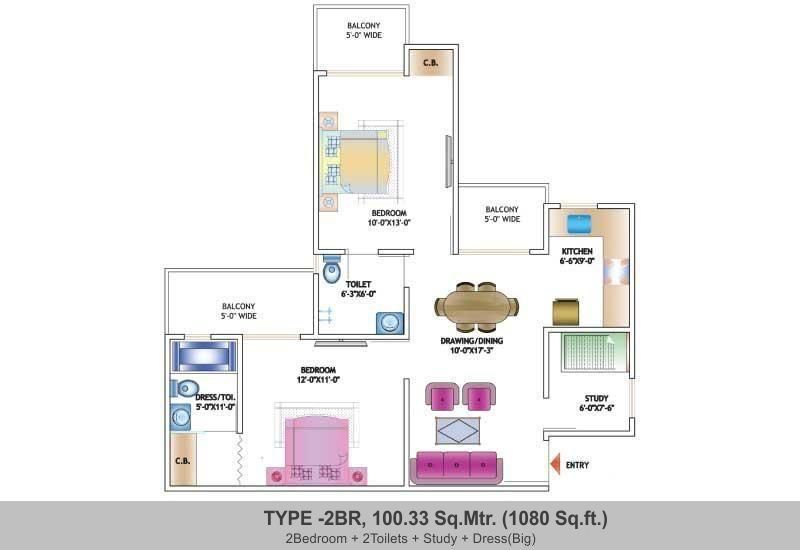 BALCONY
5'-0" WIDE
C.B.
BEDROOM
10'-0"X13'-0"
BALCONY
5'-0" WIDE
KITCHEN
6'-6"X9'-0"
TOILET
6'-3"X6'-0"
BALCONY
5'-0" WIDE
DRAWING/DINING
10'-0"X17'-3"
BEDROOM
12'-0"X11'-0"
DRESS/TOI.
5'-0"X11'-0"
STUDY
6'-0"X7'-6"
C.B.
ENTRY
TYPE -2BR, 100.33 Sq.Mtr. (1080 Sq.ft.)
2Bedroom + 2Toilets + Study + Dress(Big)